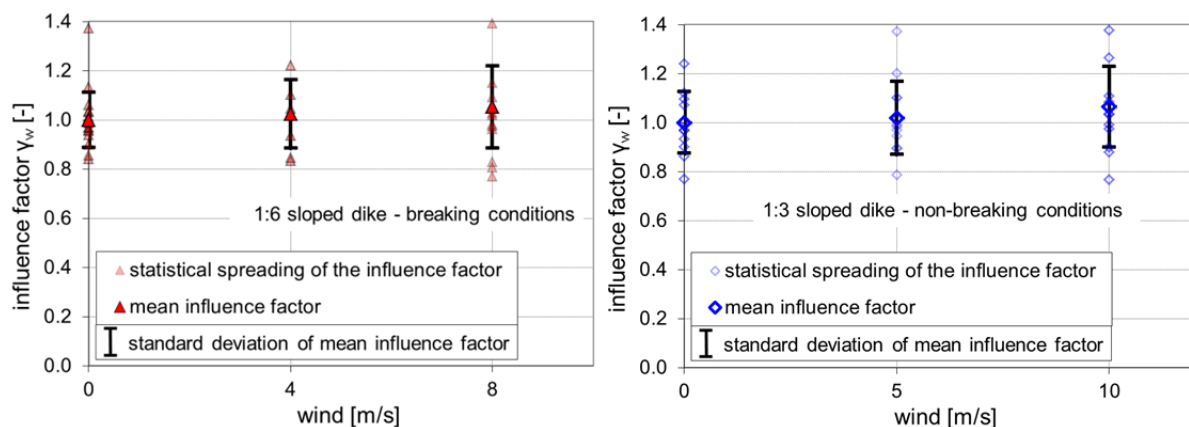 influence factor γw [-]
1.4
1.2
1.0
0.8
0.6
0.4
0.2
0.0
1:6 sloped dike - breaking conditions
statistical spreading of the influence factor
mean influence factor
standard deviation of mean influence factor
0
4
8
wind [m/s]
influence factor γw [-]
1.4
1.2
1.0
0.8
0.6
0.4
0.2
0.0
1:3 sloped dike - non-breaking conditions
statistical spreading of the influence factor
mean influence factor
standard deviation of mean influence factor
0
5
10
wind [m/s]